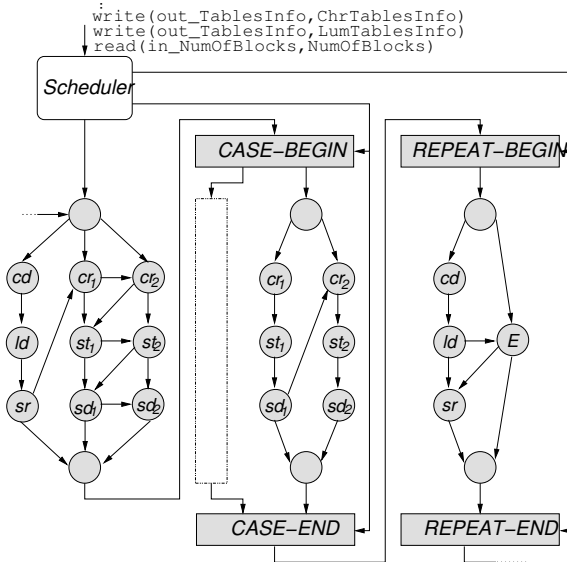 :
write(out_TablesInfo,ChrTablesInfo)
write(out_TablesInfo,LumTablesInfo)
read(in_NumOfBlocks,NumOfBlocks)
Scheduler
CASE-BEGIN
REPEAT-BEGIN
cd
cr1
cr2
ld
st1
st2
sr
sd1
sd2
cr1
cr2
st1
st2
sd1
sd2
cd
ld
E
sr
CASE-END
REPEAT-END